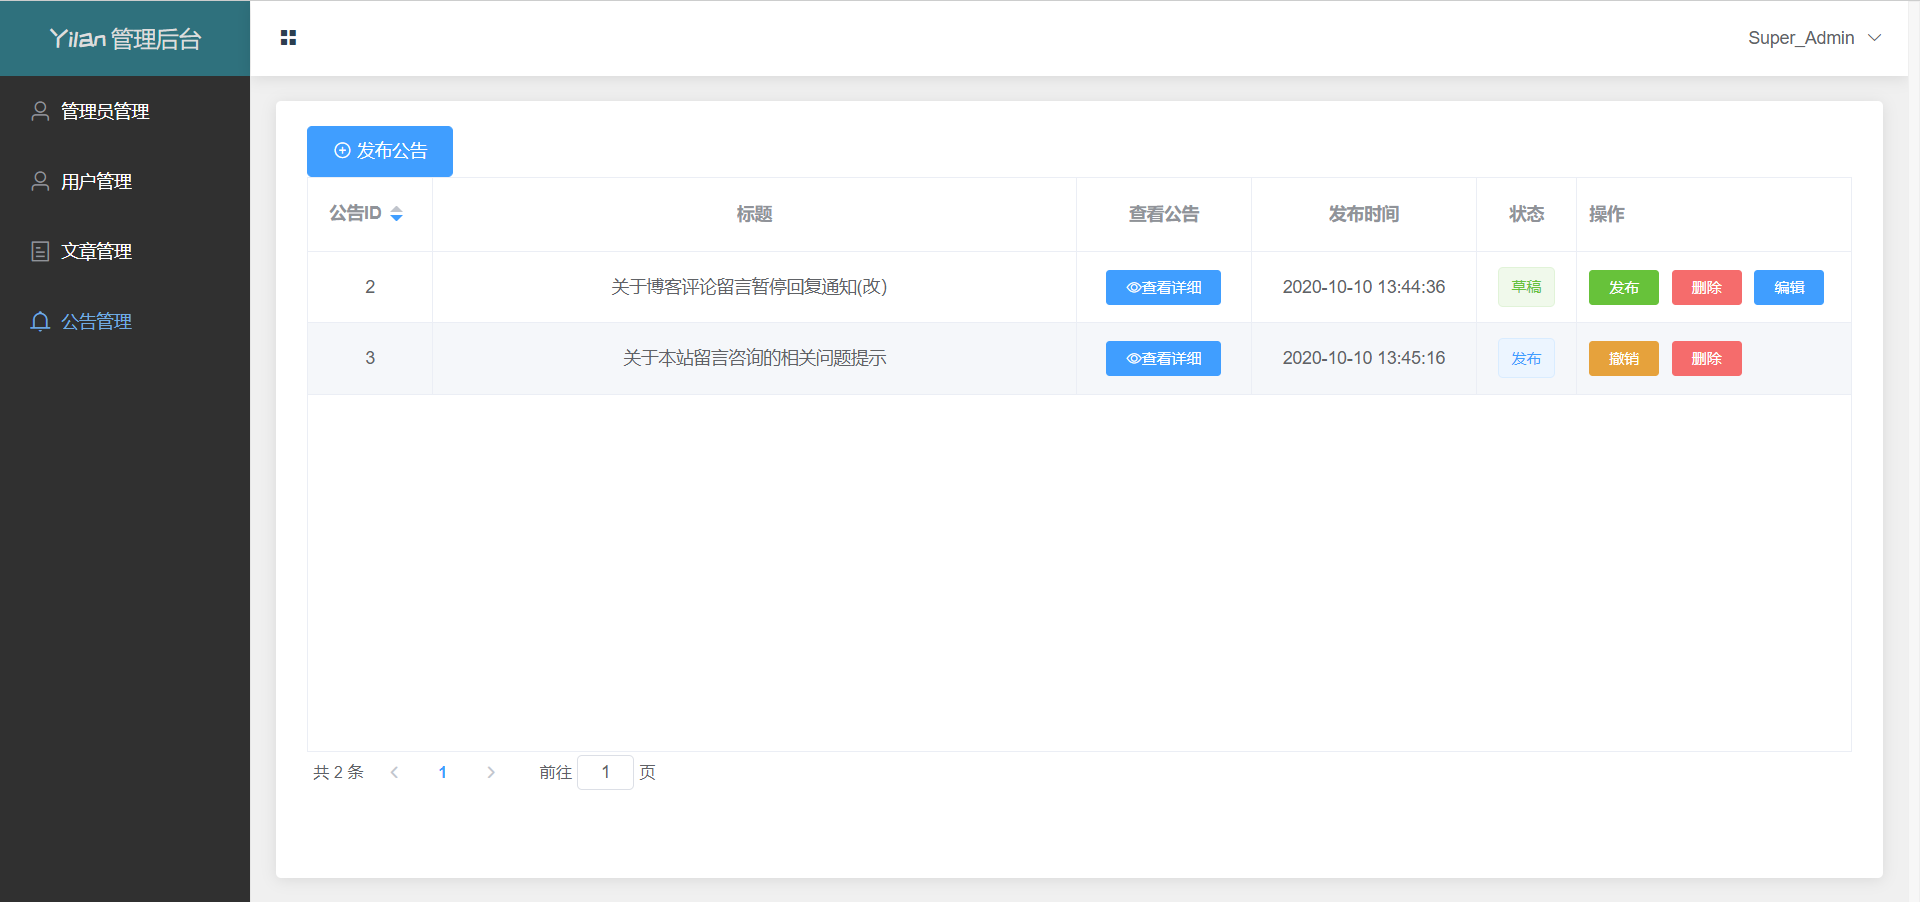 Yilan 管理后台
Super_Admin
管理员管理
用户管理
文章管理
公告管理
发布公告
公告ID 标题 查看公告 发布时间 状态 操作
2 关于博客评论留言暂停回复通知(改) 查看详细 2020-10-10 13:44:36 草稿 发布 删除 编辑
3 关于本站留言咨询的相关问题提示 查看详细 2020-10-10 13:45:16 发布 撤销 删除
共 2 条 1 前往 1 页